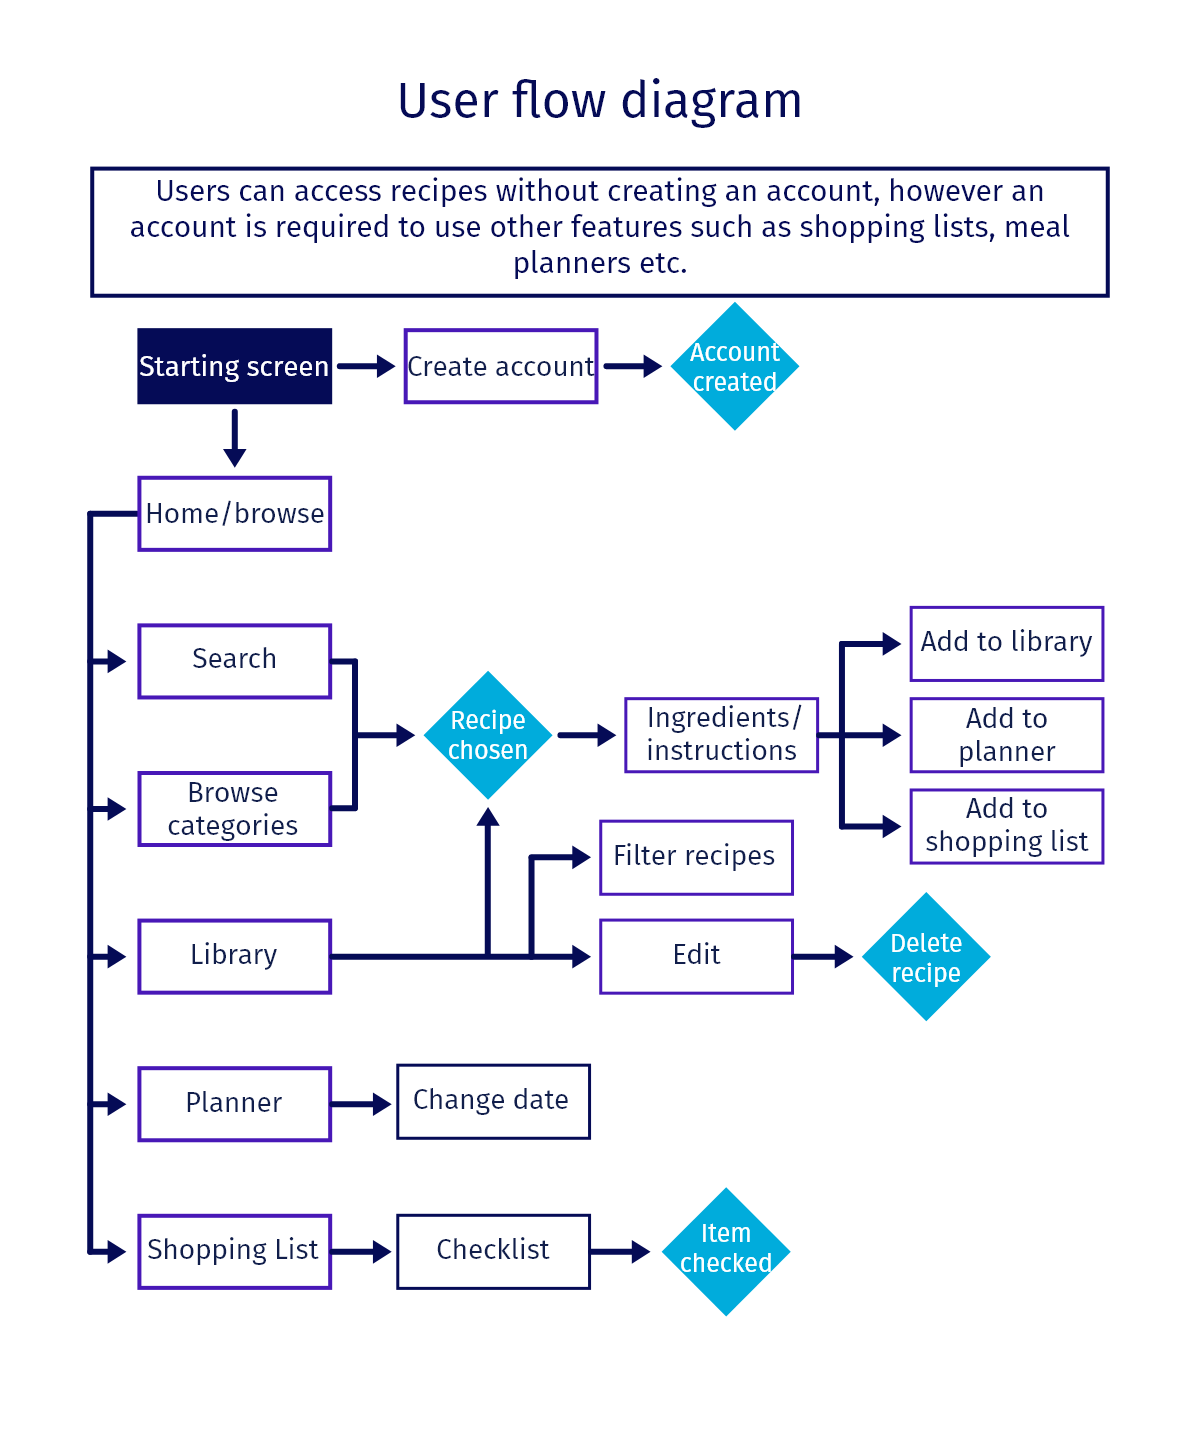 User flow diagram
Users can access recipes without creating an account, however an
account is required to use other features such as shopping lists, meal
planners etc.
Starting screen
Create account
Account
created
Home/browse
Search
Browse
categories
Recipe
chosen
Ingredients/
instructions
Add to library
Add to
planner
Add to
shopping list
Filter recipes
Library
Edit
Delete
recipe
Planner
Change date
Shopping List
Checklist
Item
checked